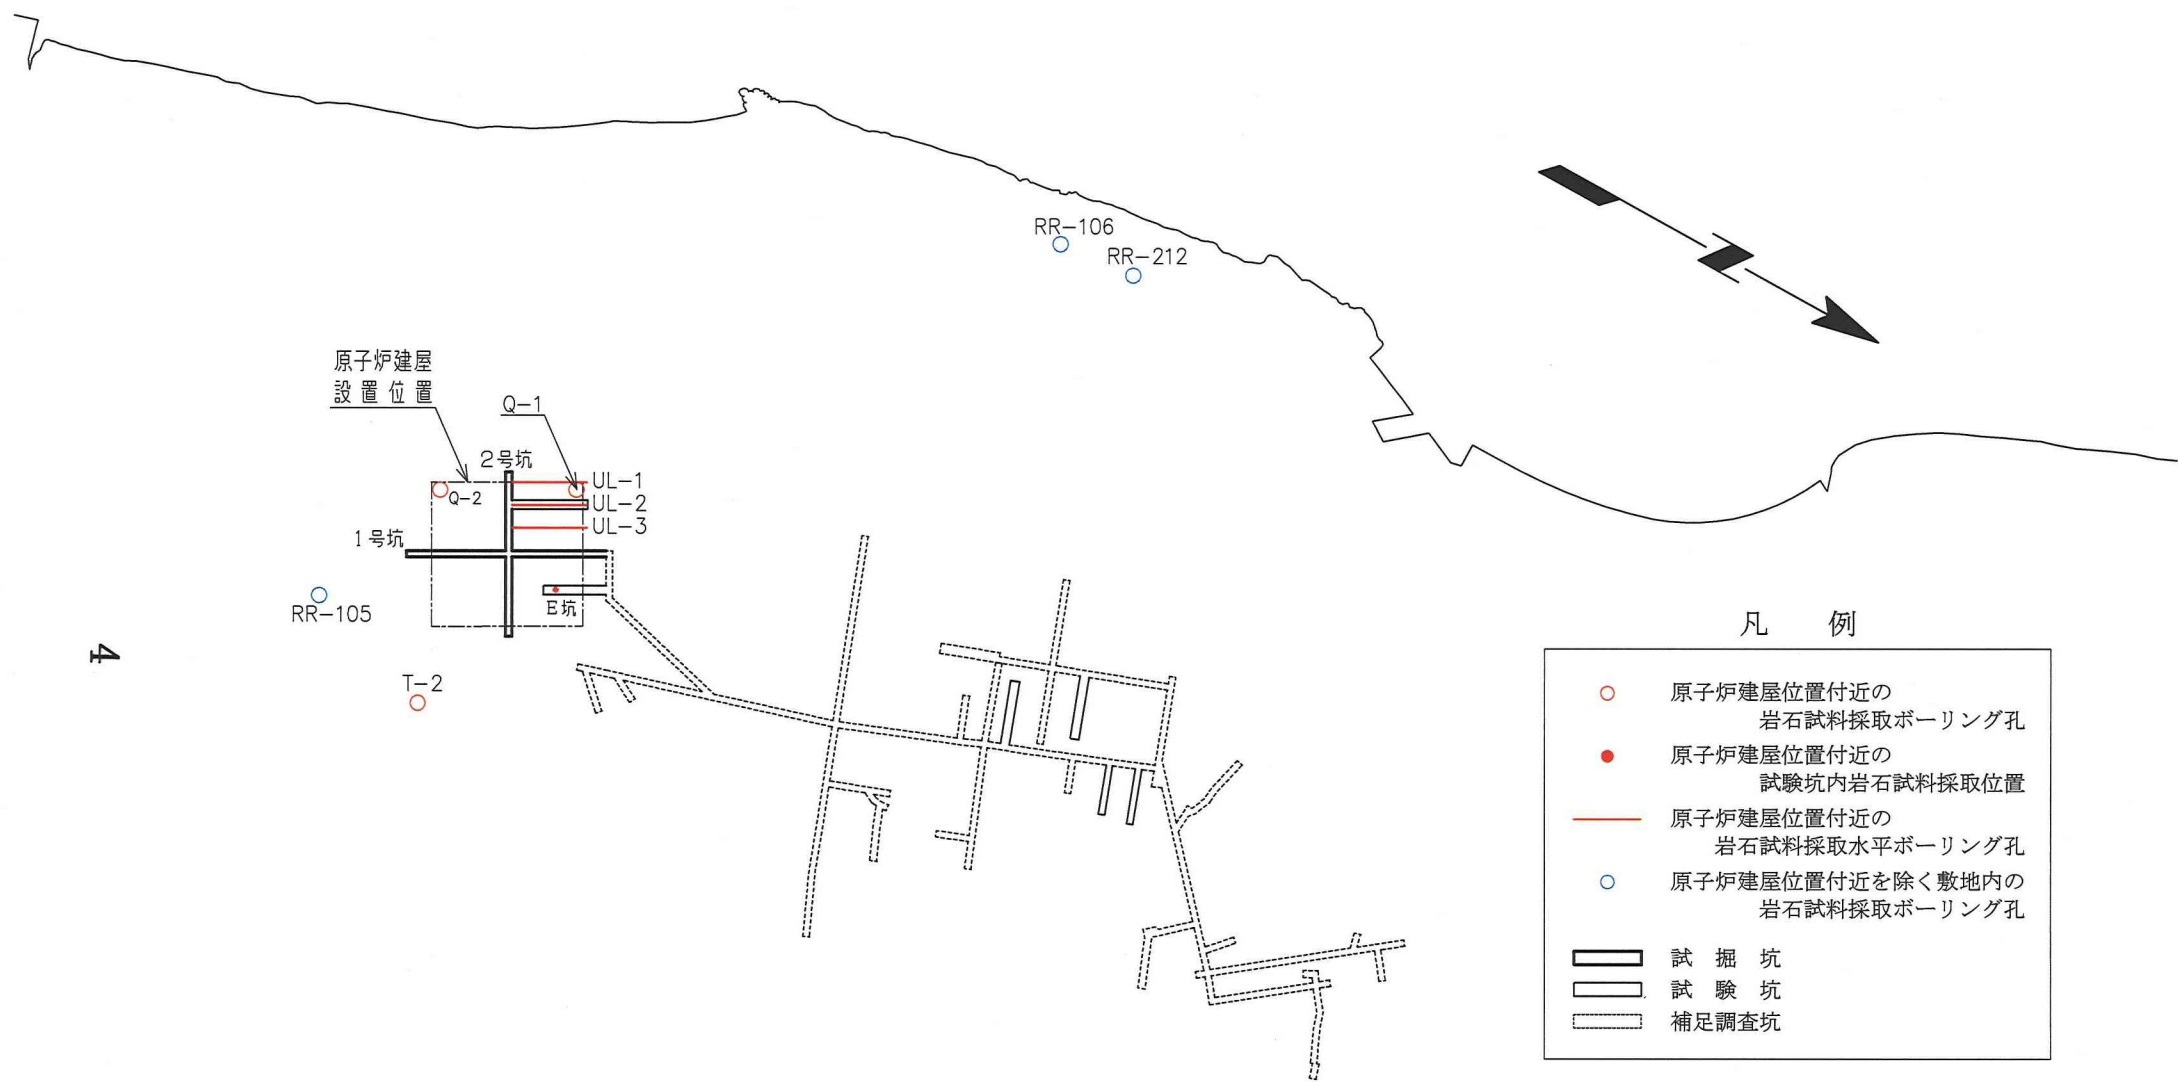 RR-106
RR-212
原子炉建屋
設置位置
Q-1
2号坑
UL-1
Q-2
UL-2
UL-3
1号坑
E坑
RR-105
T-2
4
N
凡 例
原子炉建屋位置付近の
岩石試料採取ボーリング孔
原子炉建屋位置付近の
試験坑内岩石試料採取位置
原子炉建屋位置付近の
岩石試料採取水平ボーリング孔
原子炉建屋位置付近を除く敷地内の
岩石試料採取ボーリング孔
試 掘 坑
試 験 坑
補足調査坑